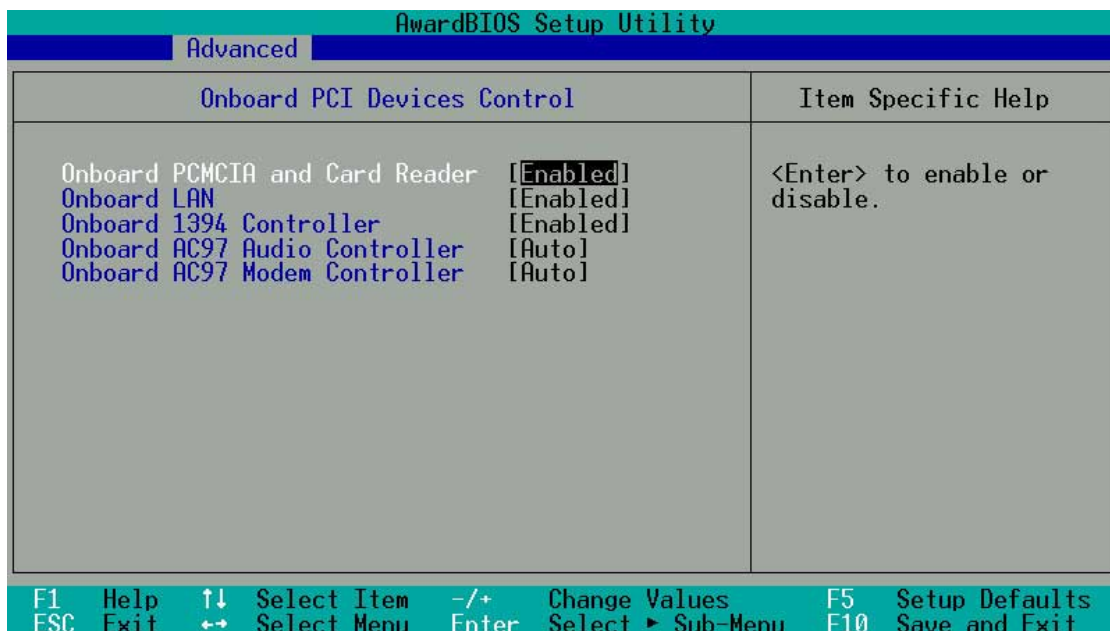 AwardBIOS Setup Utility
Advanced
Onboard PCI Devices Control
Item Specific Help
Onboard PCMCIA and Card Reader [Enabled]
Onboard LAN [Enabled]
Onboard 1394 Controller [Enabled]
Onboard AC97 Audio Controller [Auto]
Onboard AC97 Modem Controller [Auto]
<Enter> to enable or
disable.
F1 Help ↑↓ Select Item -/+ Change Values F5 Setup Defaults
ESC Exit ←→ Select Menu Enter Select ► Sub-Menu F10 Save and Exit